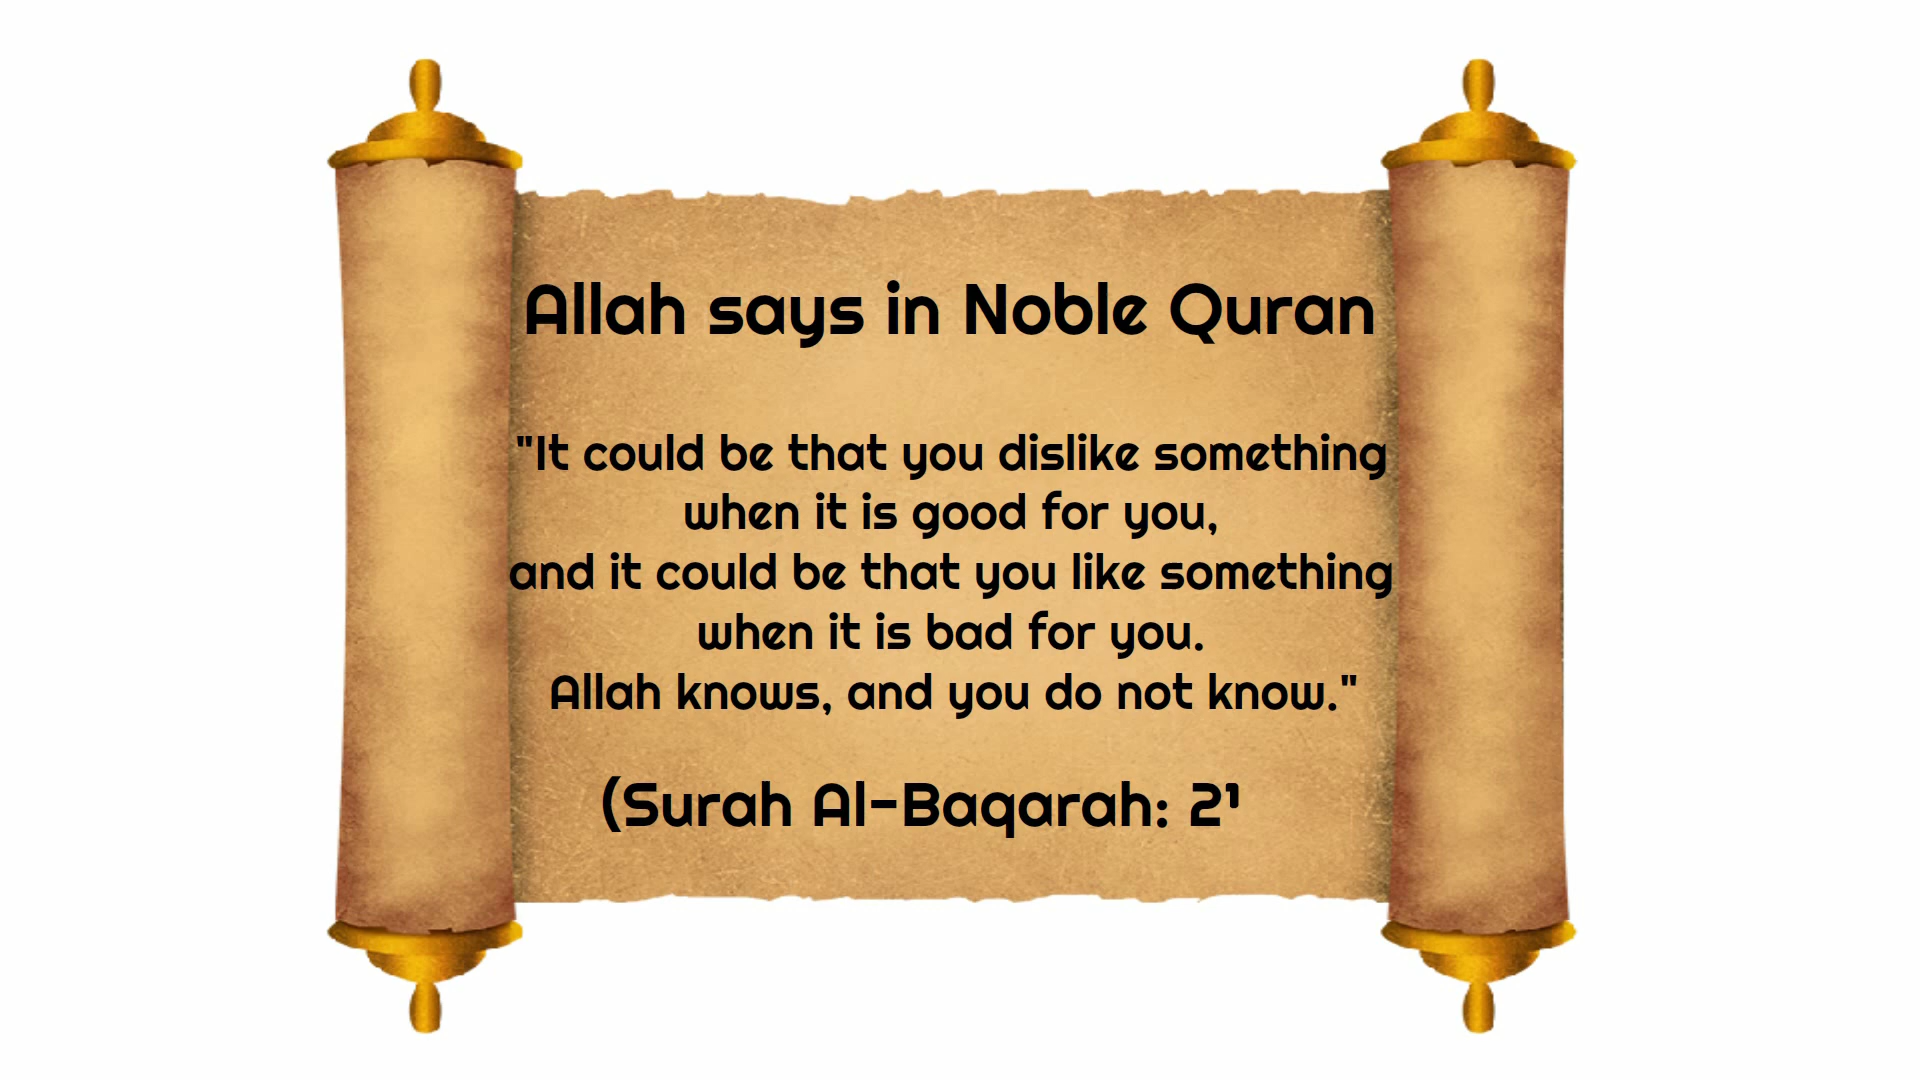 Allah says in Noble Quran
"It could be that you dislike something
when it is good for you,
and it could be that you like something
when it is bad for you.
Allah knows, and you do not know."
(Surah Al-Baqarah: 2